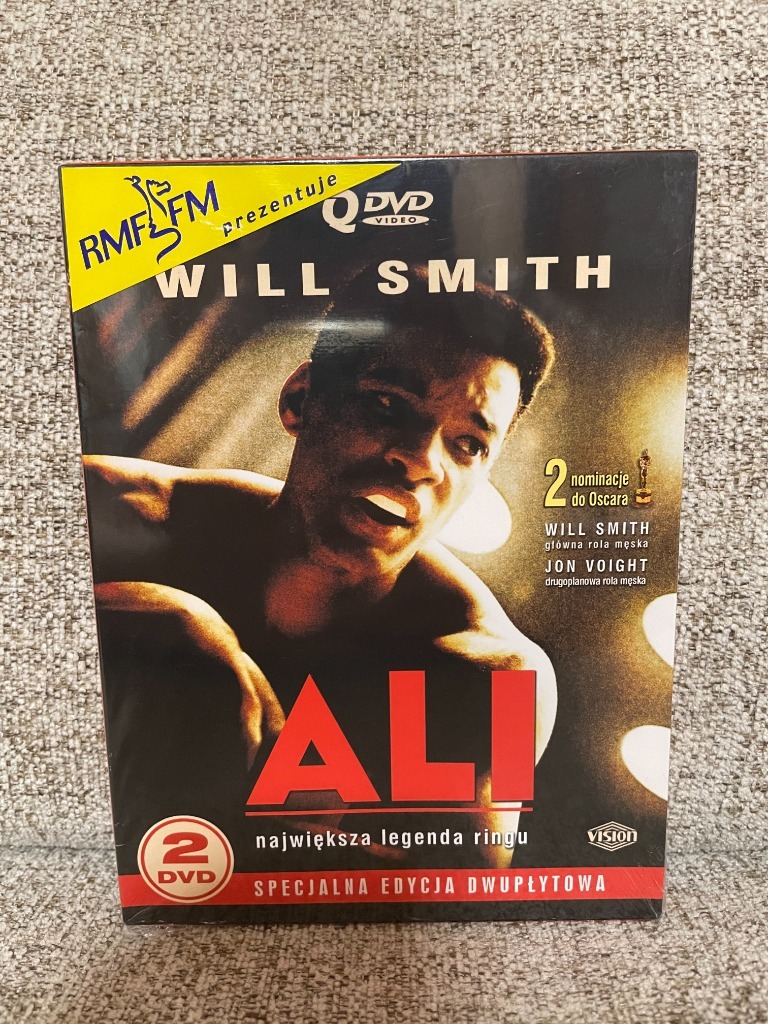 RMF FM
prezentuje
Q DVD
VIDEO
WILL SMITH
2 nominacje
do Oscara
WILL SMITH
główna rola męska
JON VOIGHT
drugoplanowa rola męska
ALI
największa legenda ringu
VISION
2
DVD
SPECJALNA EDYCJA DWUPŁYTOWA